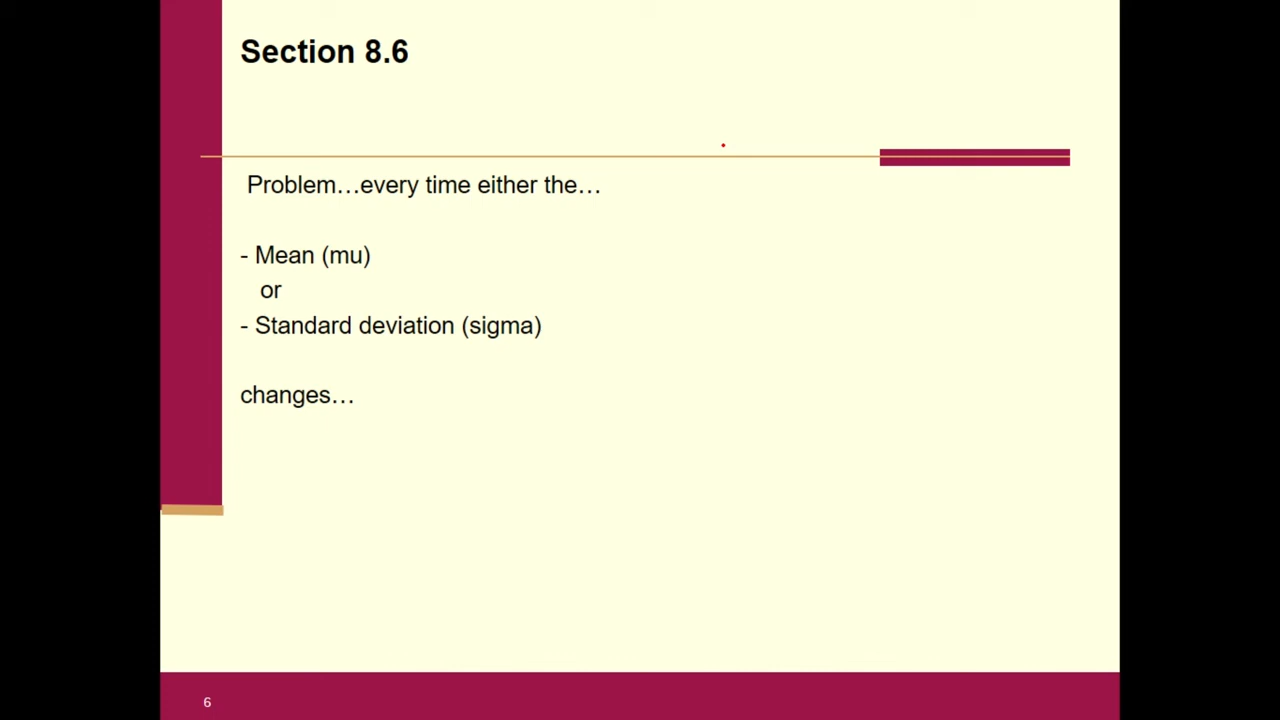 Section 8.6
Problem…every time either the…
- Mean (mu)
or
- Standard deviation (sigma)
changes…
6